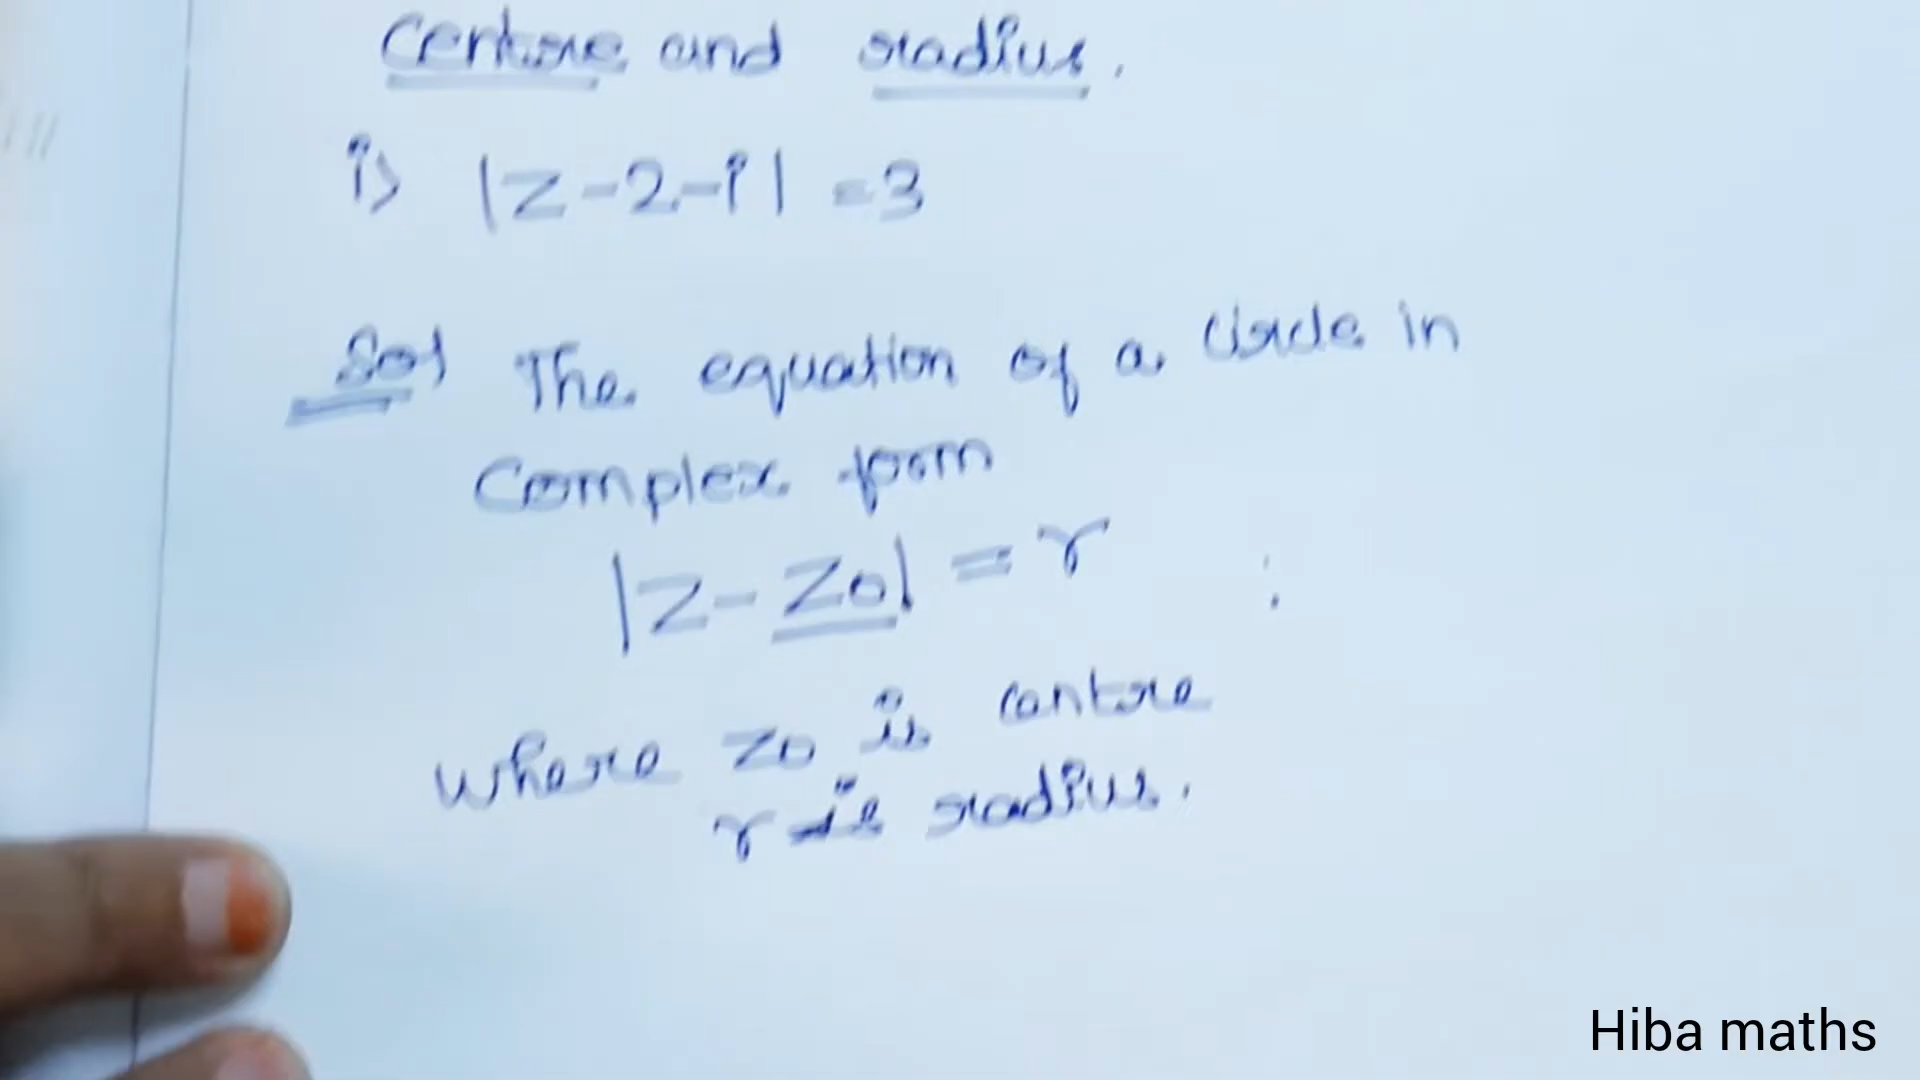 Centre and radius.
i) |Z-2-i| = 3
Sol The equation of a circle in
Complex form
|Z-Z0| = r
where Z0 is centre
r is radius.
Hiba maths